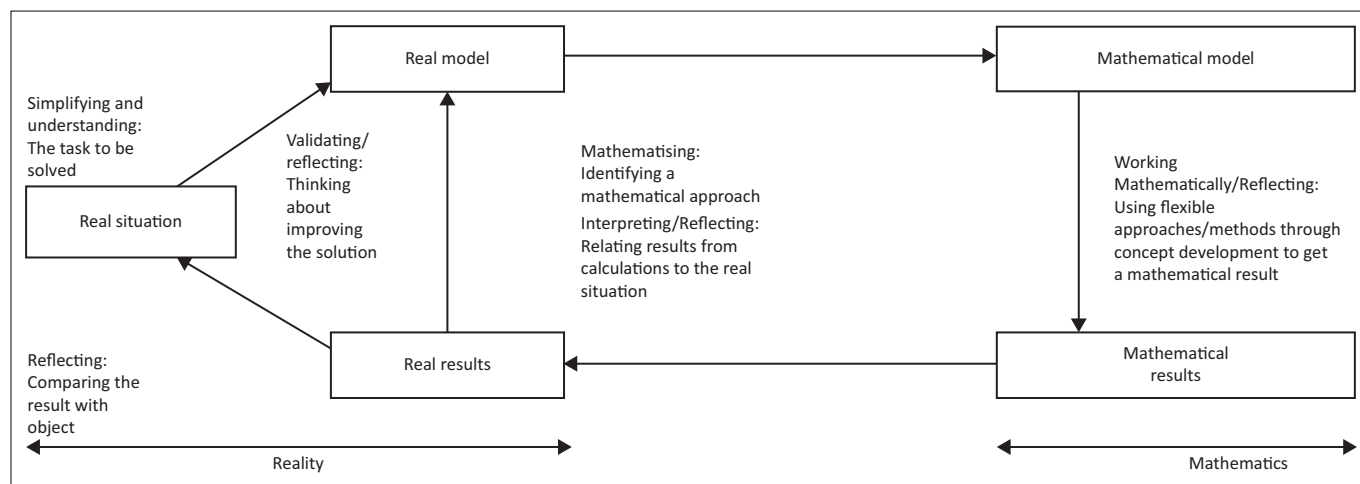 Real model
Mathematical model
Simplifying and
understanding:
The task to be
solved
Validating/
reflecting:
Thinking
about
improving
the solution
Mathematising:
Identifying a
mathematical approach
Interpreting/Reflecting:
Relating results from
calculations to the real
situation
Working
Mathematically/Reflecting:
Using flexible
approaches/methods through
concept development to get
a mathematical result
Real situation
Reflecting:
Comparing the
result with
object
Real results
Mathematical
results
Reality
Mathematics